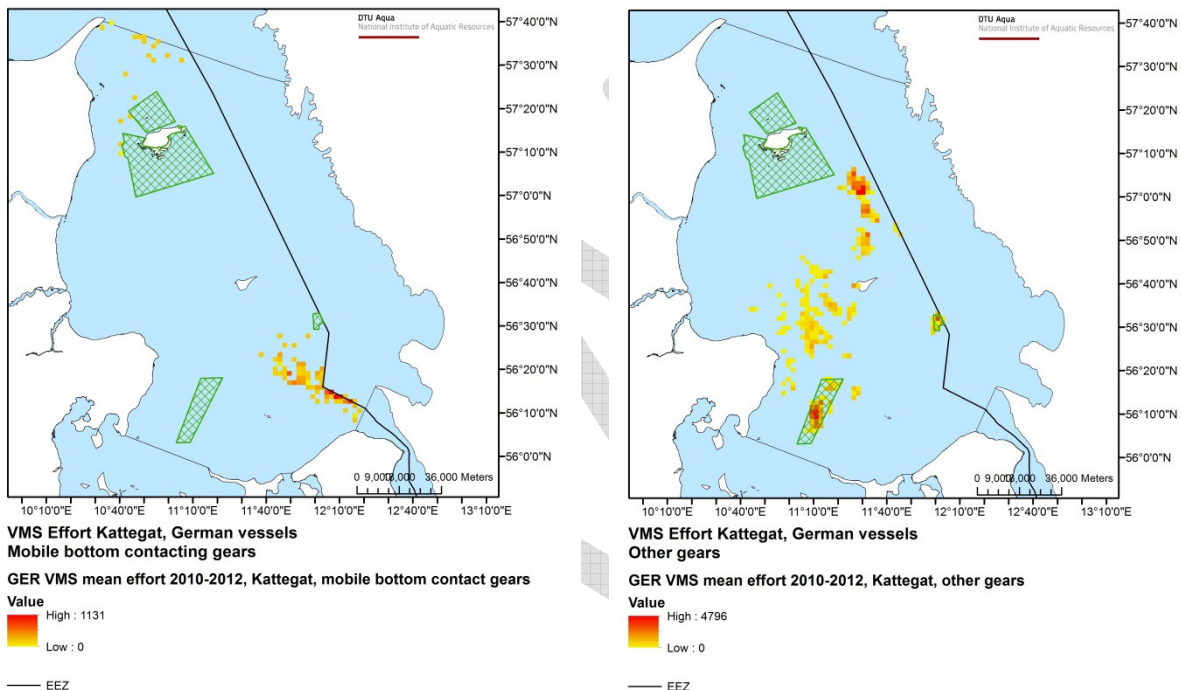 DTU Aqua
National Institute of Aquatic Resources
57°40'0"N
57°30'0"N
57°20'0"N
57°10'0"N
57°0'0"N
56°50'0"N
56°40'0"N
56°30'0"N
56°20'0"N
56°10'0"N
56°0'0"N
36,000 Meters
10°10'0"E
10°40'0"E
11°10'0"E
11°40'0"E
12°10'0"E
12°40'0"E
13°10'0"E
VMS Effort Kattegat, German vessels
Mobile bottom contacting gears
GER VMS mean effort 2010-2012, Kattegat, mobile bottom contact gears
Value
High : 1131
Low : 0
EEZ
DTU Aqua
National Institute of Aquatic Resources
57°40'0"N
57°30'0"N
57°20'0"N
57°10'0"N
57°0'0"N
56°50'0"N
56°40'0"N
56°30'0"N
56°20'0"N
56°10'0"N
56°0'0"N
36,000 Meters
10°10'0"E
10°40'0"E
11°10'0"E
11°40'0"E
12°10'0"E
12°40'0"E
13°10'0"E
VMS Effort Kattegat, German vessels
Other gears
GER VMS mean effort 2010-2012, Kattegat, other gears
Value
High : 4796
Low : 0
EEZ